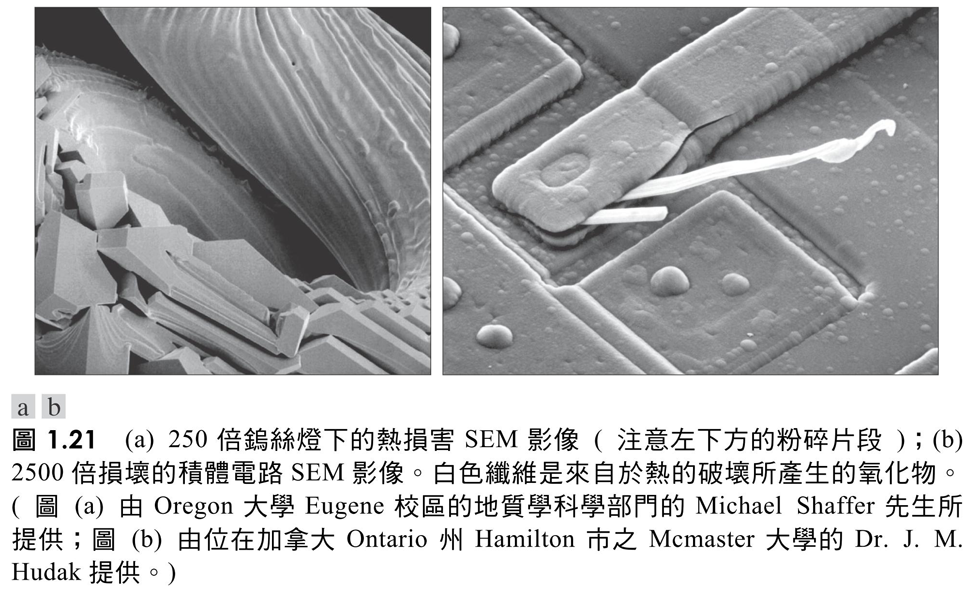 a b
圖 1.21 (a) 250 倍鎢絲燈下的熱損害 SEM 影像 ( 注意左下方的粉碎片段 )；(b)
2500 倍損壞的積體電路 SEM 影像。白色纖維是來自於熱的破壞所產生的氧化物。
( 圖 (a) 由 Oregon 大學 Eugene 校區的地質學科學部門的 Michael Shaffer 先生所
提供；圖 (b) 由位在加拿大 Ontario 州 Hamilton 市之 Mcmaster 大學的 Dr. J. M.
Hudak 提供。)